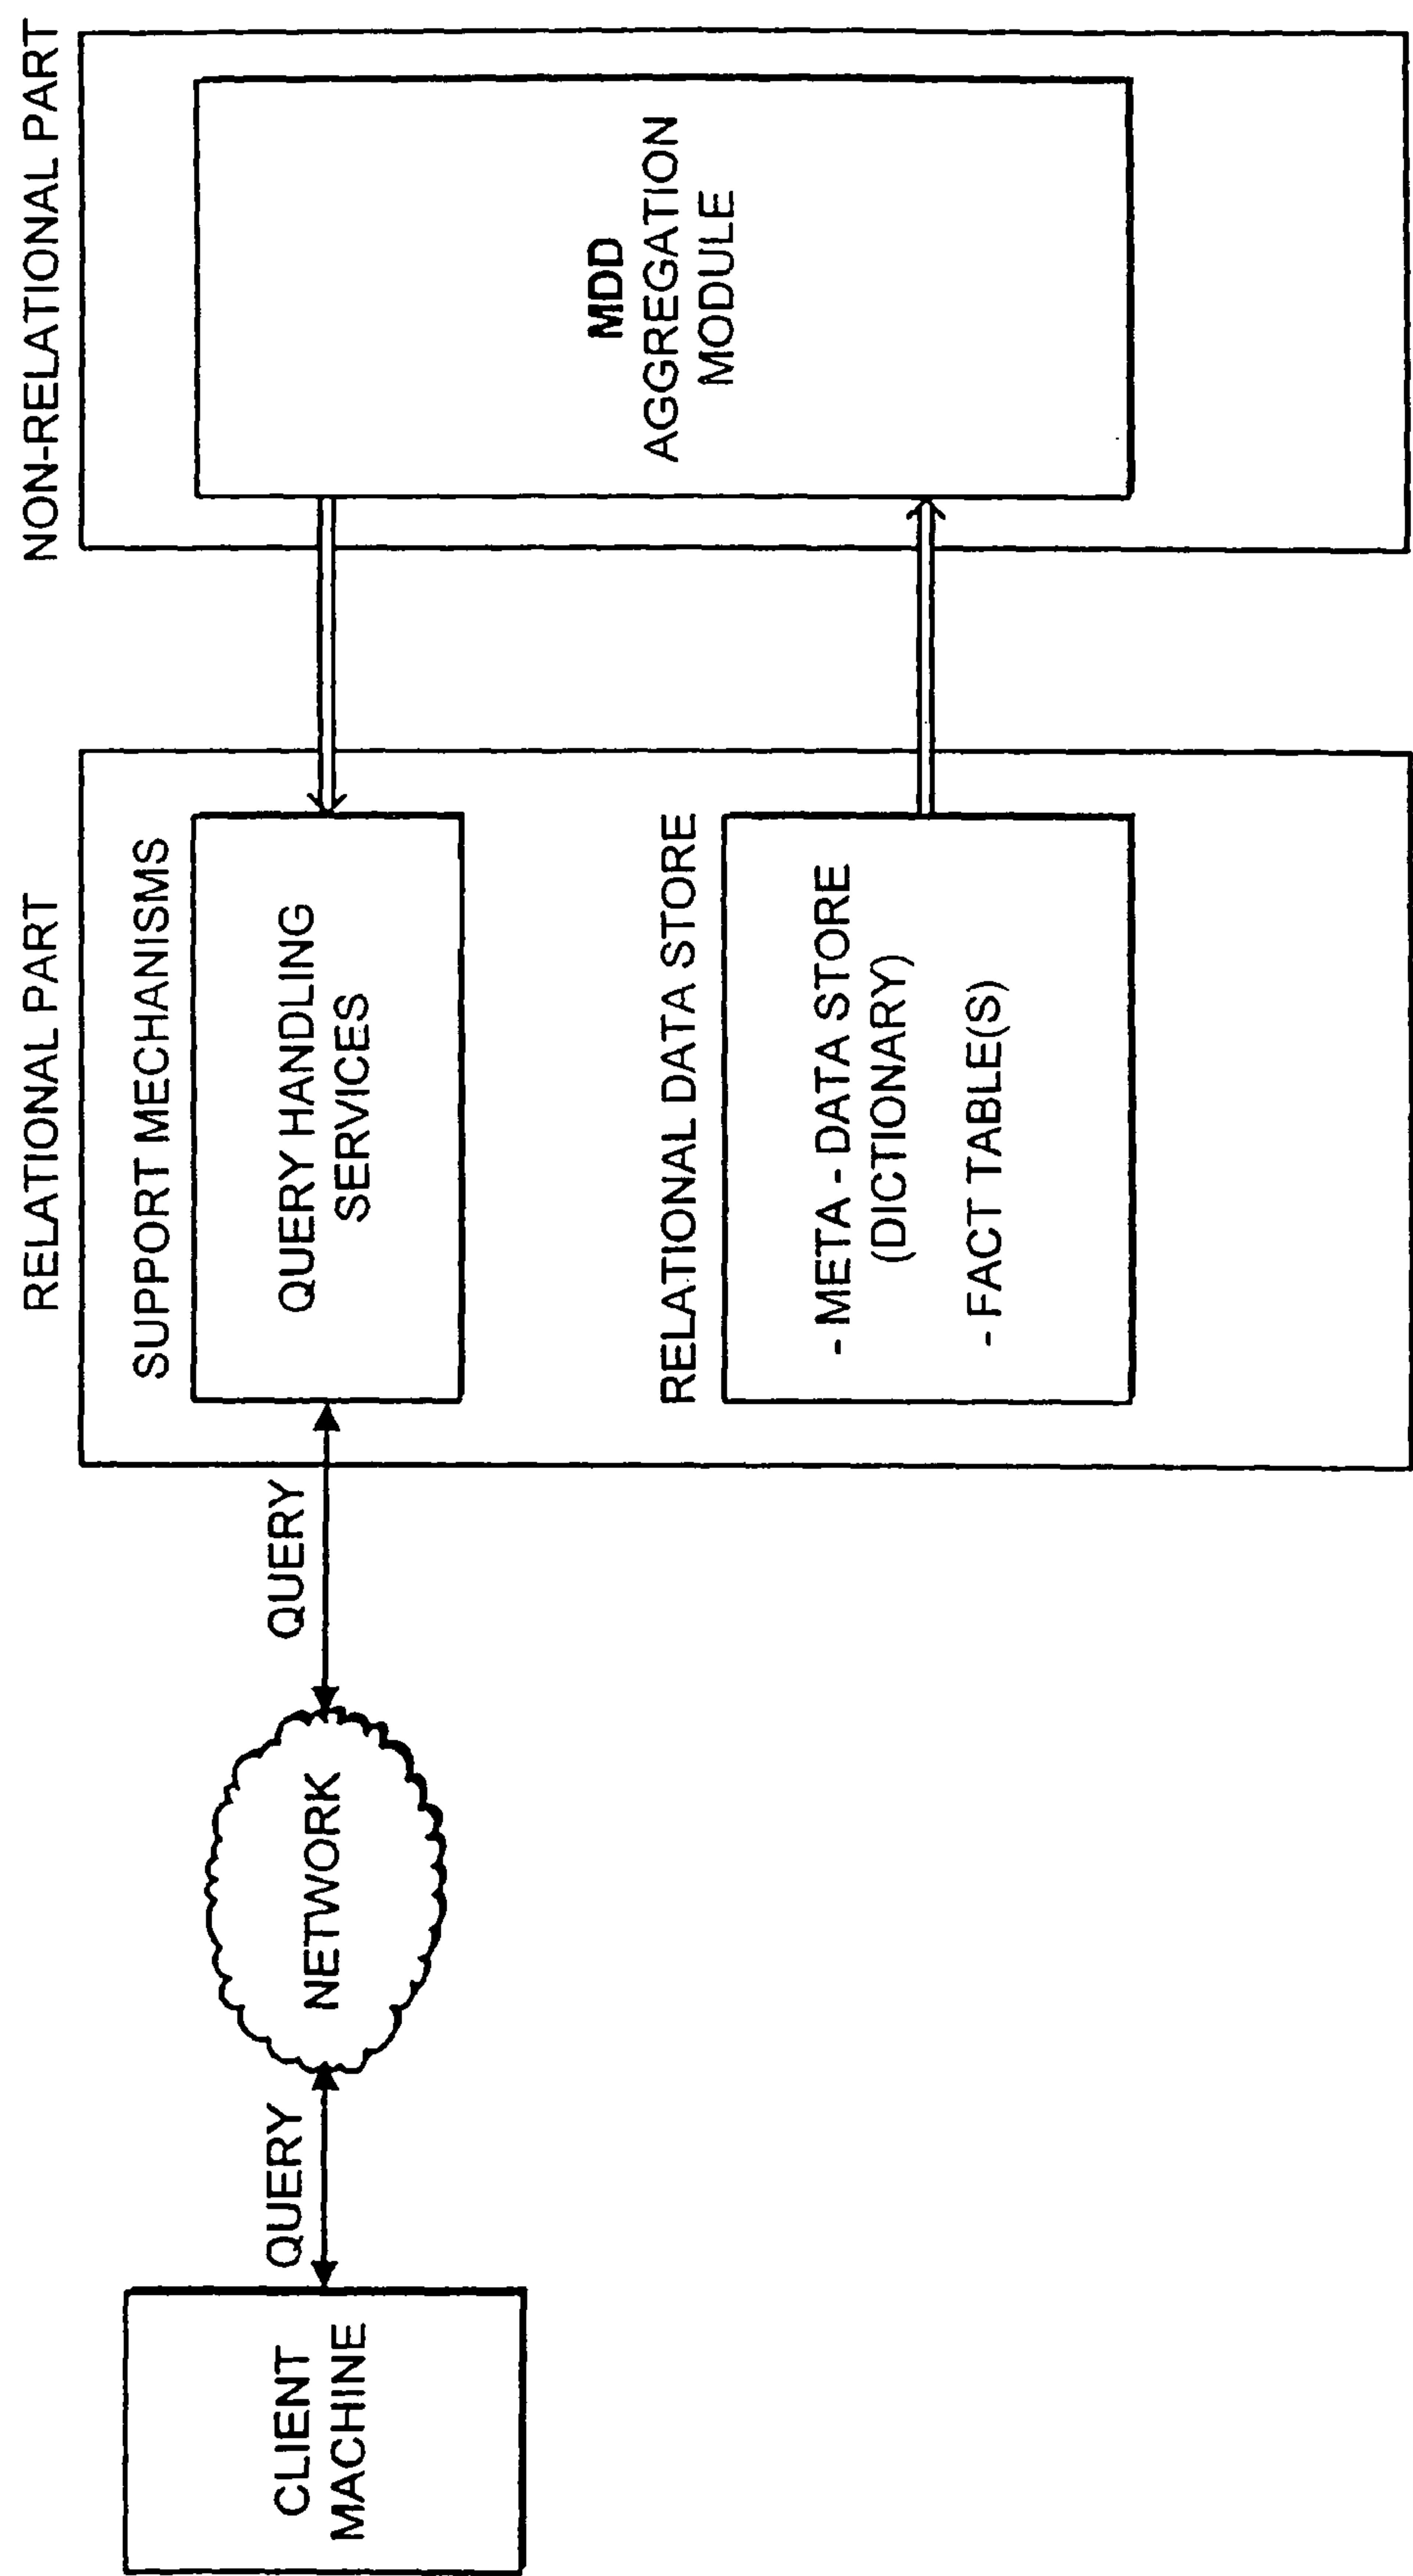 CLIENT
MACHINE
QUERY
NETWORK
QUERY
RELATIONAL PART
SUPPORT MECHANISMS
QUERY HANDLING
SERVICES
RELATIONAL DATA STORE
- META - DATA STORE
(DICTIONARY)
- FACT TABLE(S)
NON-RELATIONAL PART
MDD
AGGREGATION
MODULE